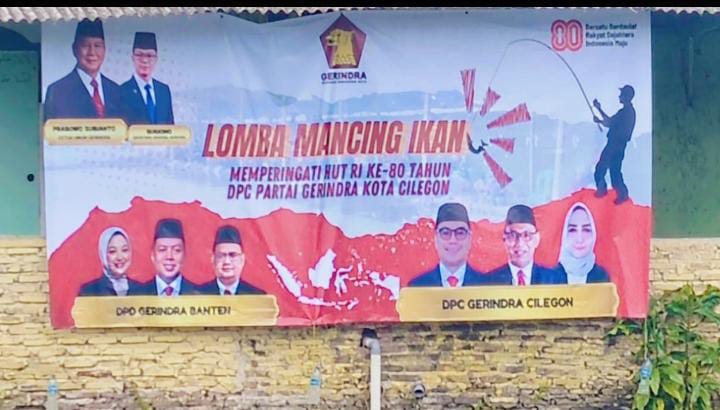 GERINDRA
80
Bersatu Berdaulat
Rakyat Sejahtera
Indonesia Maju
PRABOWO SUBIANTO
SUGIONO
LOMBA MANCING IKAN
MEMPERINGATI HUT RI KE-80 TAHUN
DPC PARTAI GERINDRA KOTA CILEGON
DPD GERINDRA BANTEN
DPC GERINDRA CILEGON